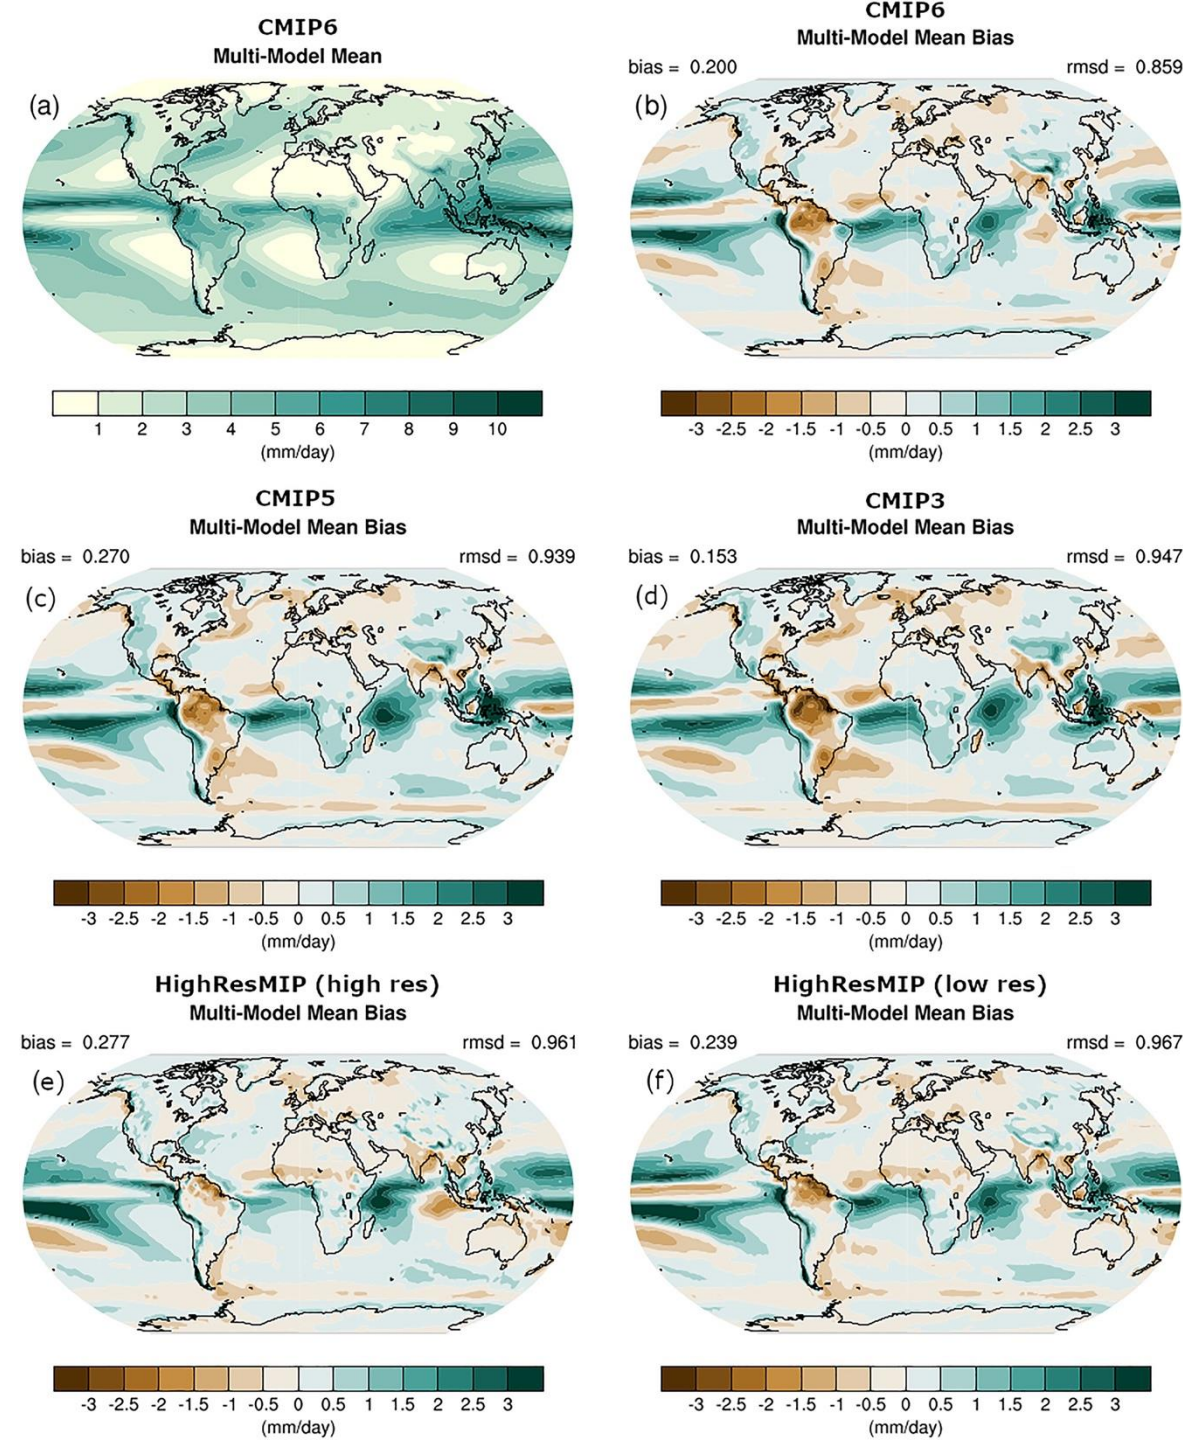 CMIP6
Multi-Model Mean
(a)
1 2 3 4 5 6 7 8 9 10
(mm/day)
CMIP6
Multi-Model Mean Bias
bias = 0.200 rmsd = 0.859
(b)
-3 -2.5 -2 -1.5 -1 -0.5 0 0.5 1 1.5 2 2.5 3
(mm/day)
CMIP5
Multi-Model Mean Bias
bias = 0.270 rmsd = 0.939
(c)
-3 -2.5 -2 -1.5 -1 -0.5 0 0.5 1 1.5 2 2.5 3
(mm/day)
CMIP3
Multi-Model Mean Bias
bias = 0.153 rmsd = 0.947
(d)
-3 -2.5 -2 -1.5 -1 -0.5 0 0.5 1 1.5 2 2.5 3
(mm/day)
HighResMIP (high res)
Multi-Model Mean Bias
bias = 0.277 rmsd = 0.961
(e)
-3 -2.5 -2 -1.5 -1 -0.5 0 0.5 1 1.5 2 2.5 3
(mm/day)
HighResMIP (low res)
Multi-Model Mean Bias
bias = 0.239 rmsd = 0.967
(f)
-3 -2.5 -2 -1.5 -1 -0.5 0 0.5 1 1.5 2 2.5 3
(mm/day)